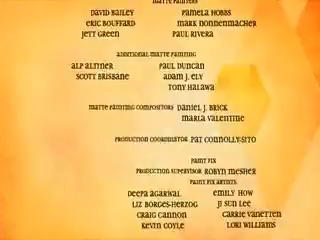 MATTE PAINTERS
DAVID BAILEY PAMELA HOBBS
ERIC BOUFFARD MARK NONNENMACHER
JETT GREEN PAUL RIVERA
ADDITIONAL MATTE PAINTING
ALP ALTINER PAUL DUNCAN
SCOTT BRISBANE ADAM J. ELY
TONY HALAWA
MATTE PAINTING COMPOSITORS DANIEL J. BRICK
MARLA VALENTINE
PRODUCTION COORDINATOR PAT CONNOLLY-SITO
PAINT FIX
PRODUCTION SUPERVISOR ROBYN MESHER
PAINT FIX ARTISTS
DEEPA AGARWAL EMILY HOW
LIZ BORGES-HERZOG JI SUN LEE
CRAIG CANNON CARRIE VANETTEN
KEVIN COYLE LORI WILLIAMS